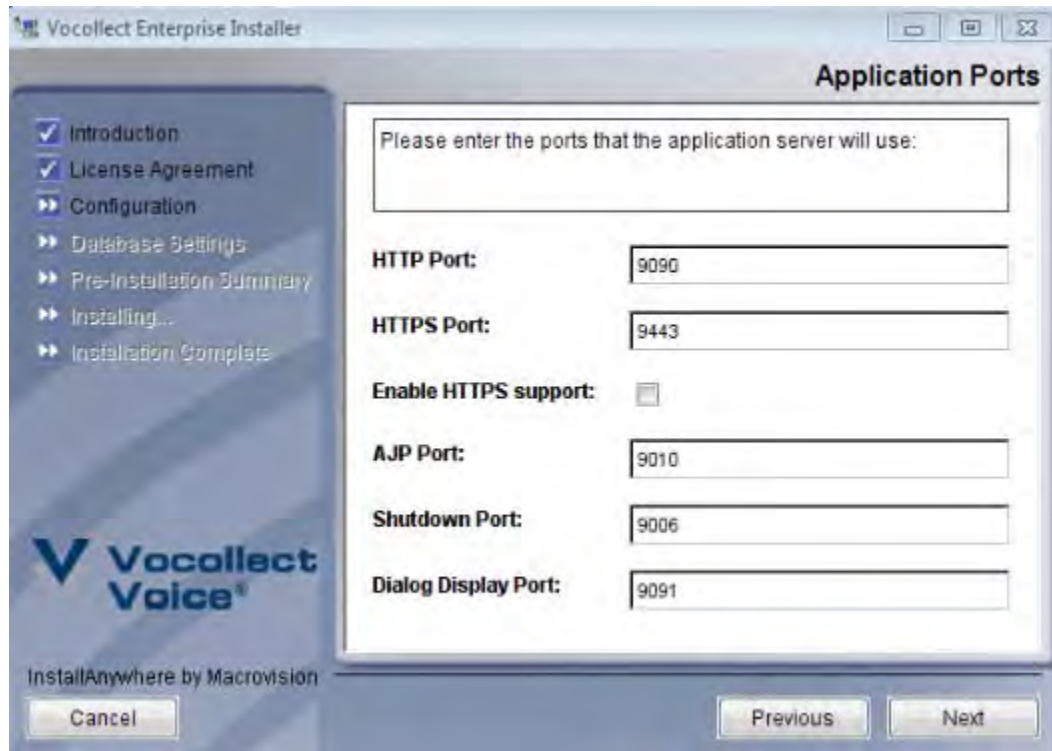 Vocollect Enterprise Installer
Application Ports
Introduction
License Agreement
Configuration
Database Settings
Pre-Installation Summary
Installing...
Installation Complete
Vocollect
Voice®
InstallAnywhere by Macrovision
Please enter the ports that the application server will use:
HTTP Port:
9090
HTTPS Port:
9443
Enable HTTPS support:
AJP Port:
9010
Shutdown Port:
9006
Dialog Display Port:
9091
Cancel
Previous
Next